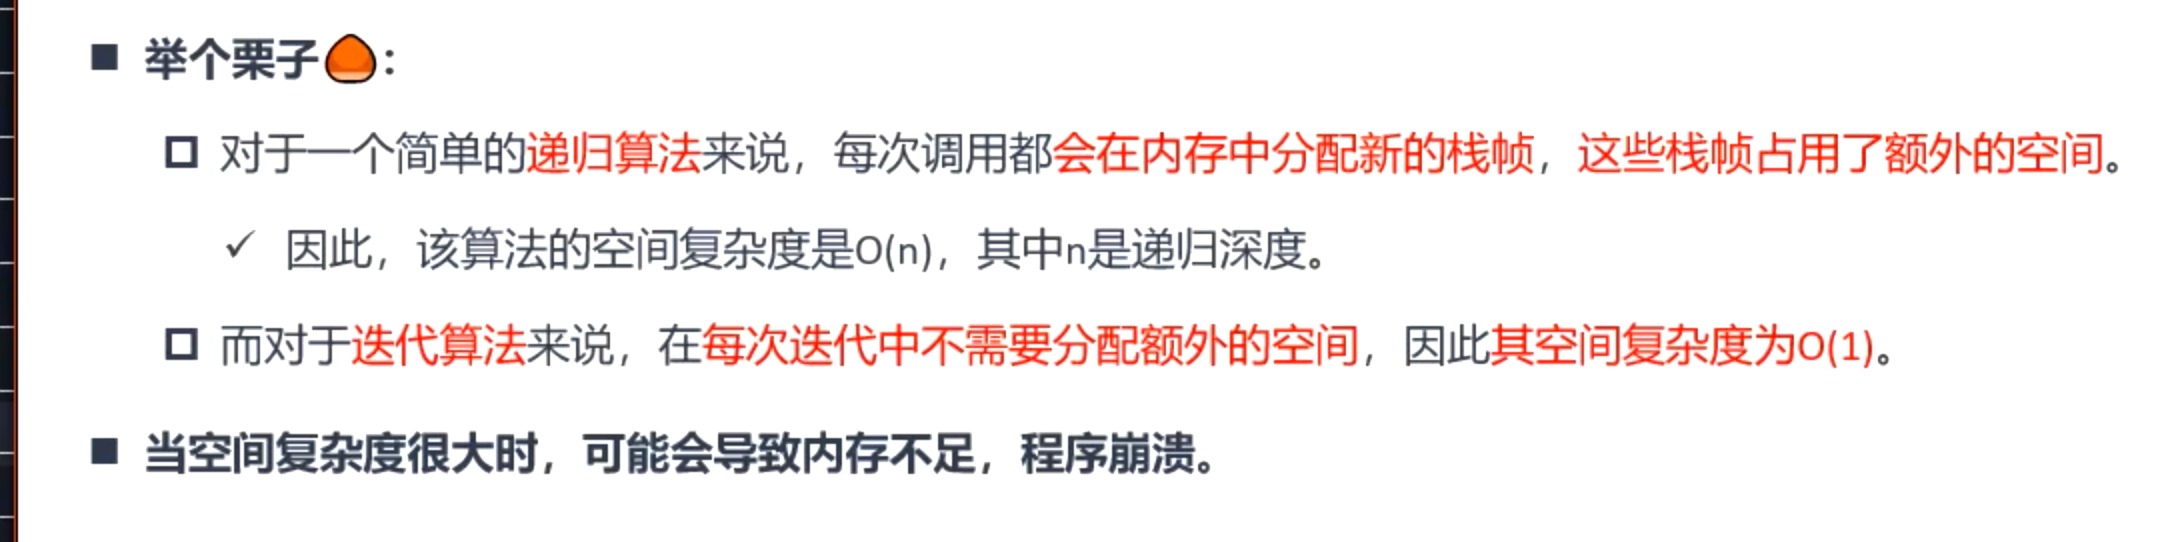 举个栗子🌰：
对于一个简单的递归算法来说，每次调用都会在内存中分配新的栈帧，这些栈帧占用了额外的空间。
因此，该算法的空间复杂度是O(n)，其中n是递归深度。
而对于迭代算法来说，在每次迭代中不需要分配额外的空间，因此其空间复杂度为O(1)。
当空间复杂度很大时，可能会导致内存不足，程序崩溃。